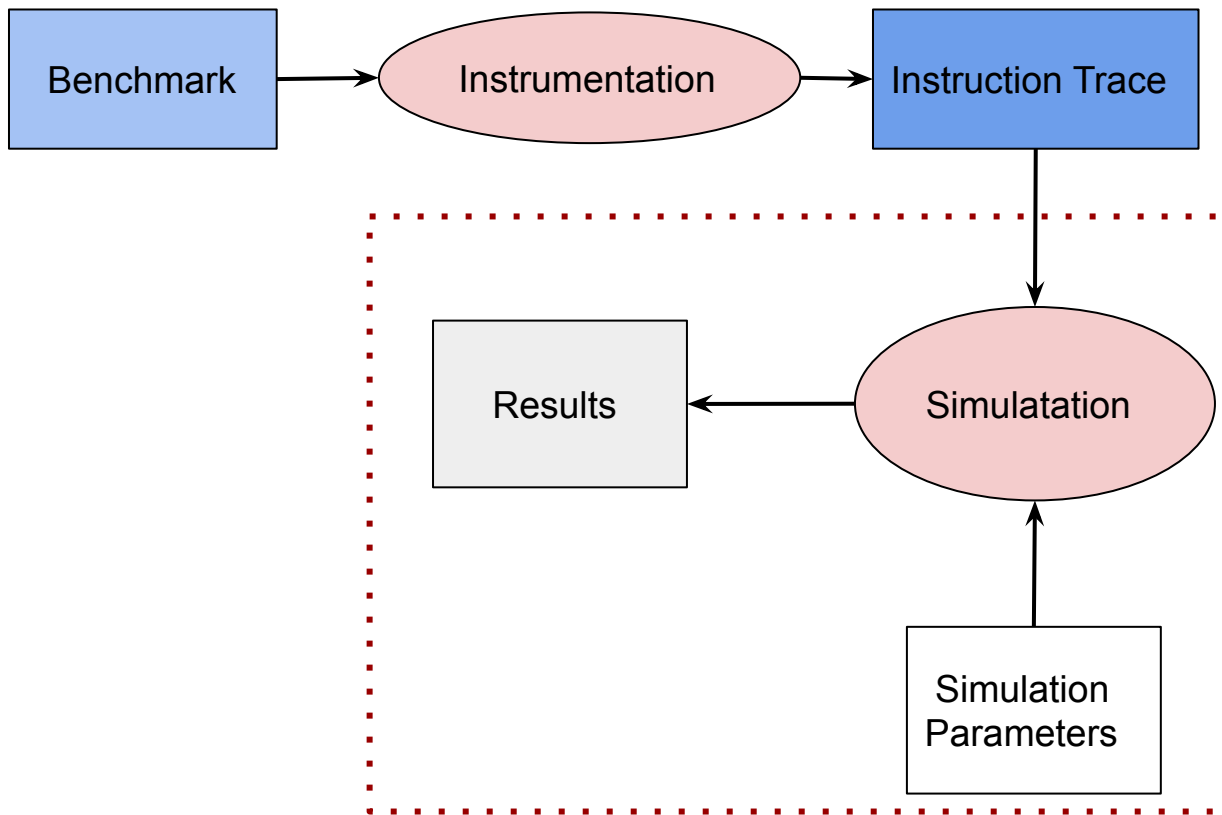 Benchmark
Instrumentation
Instruction Trace
Results
Simulatation
Simulation
Parameters